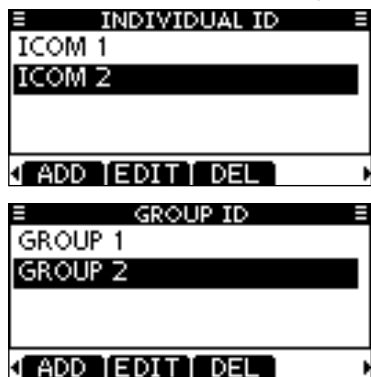 INDIVIDUAL ID
ICOM 1
ICOM 2
ADD EDIT DEL
GROUP ID
GROUP 1
GROUP 2
ADD EDIT DEL